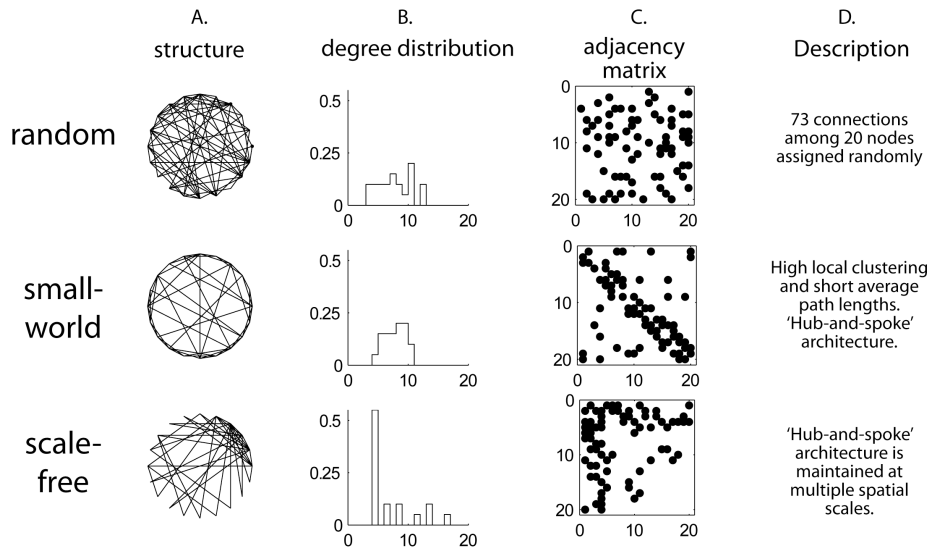 A.
B.
C.
D.
structure
degree distribution
adjacency
matrix
Description
random
0.5
0.25
0
0
10
20
0
10
20
0
10
20
73 connections
among 20 nodes
assigned randomly
small-
world
0.5
0.25
0
0
10
20
0
10
20
0
10
20
High local clustering
and short average
path lengths.
‘Hub-and-spoke’
architecture.
scale-
free
0.5
0.25
0
0
10
20
0
10
20
0
10
20
‘Hub-and-spoke’
architecture is
maintained at
multiple spatial
scales.